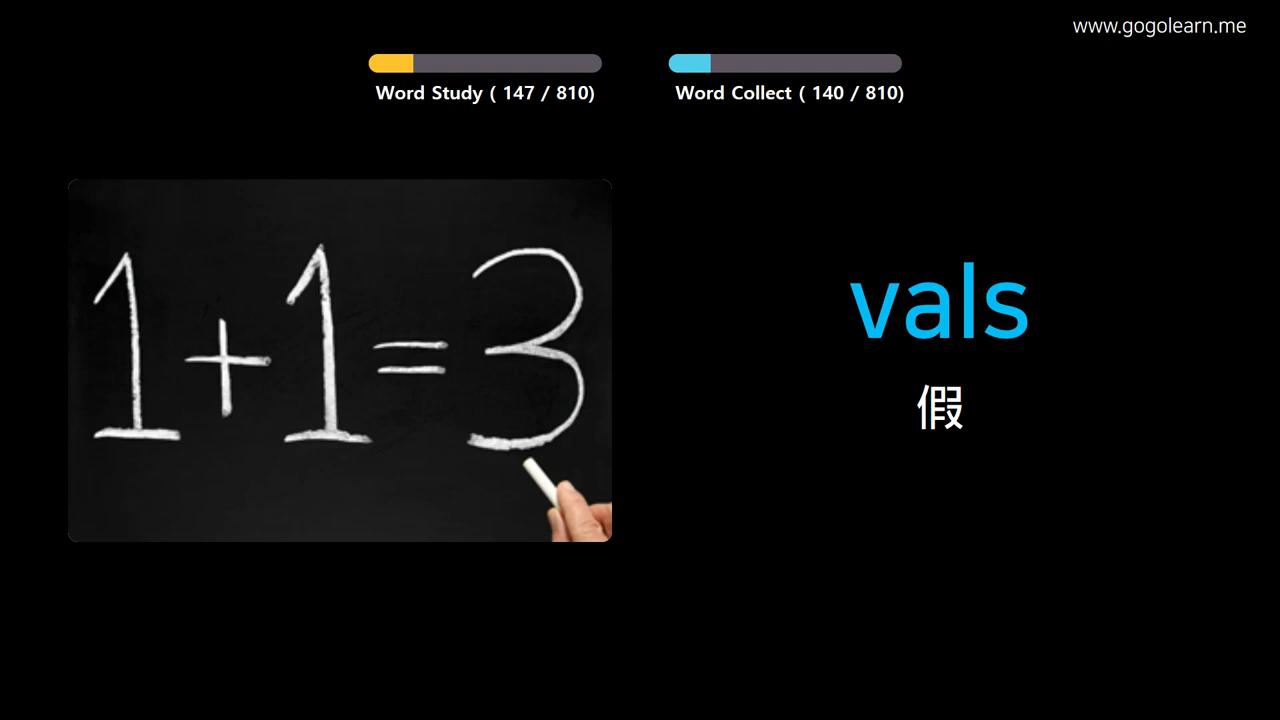 www.gogolearn.me
Word Study ( 147 / 810)
Word Collect ( 140 / 810)
1+1=3
vals
假